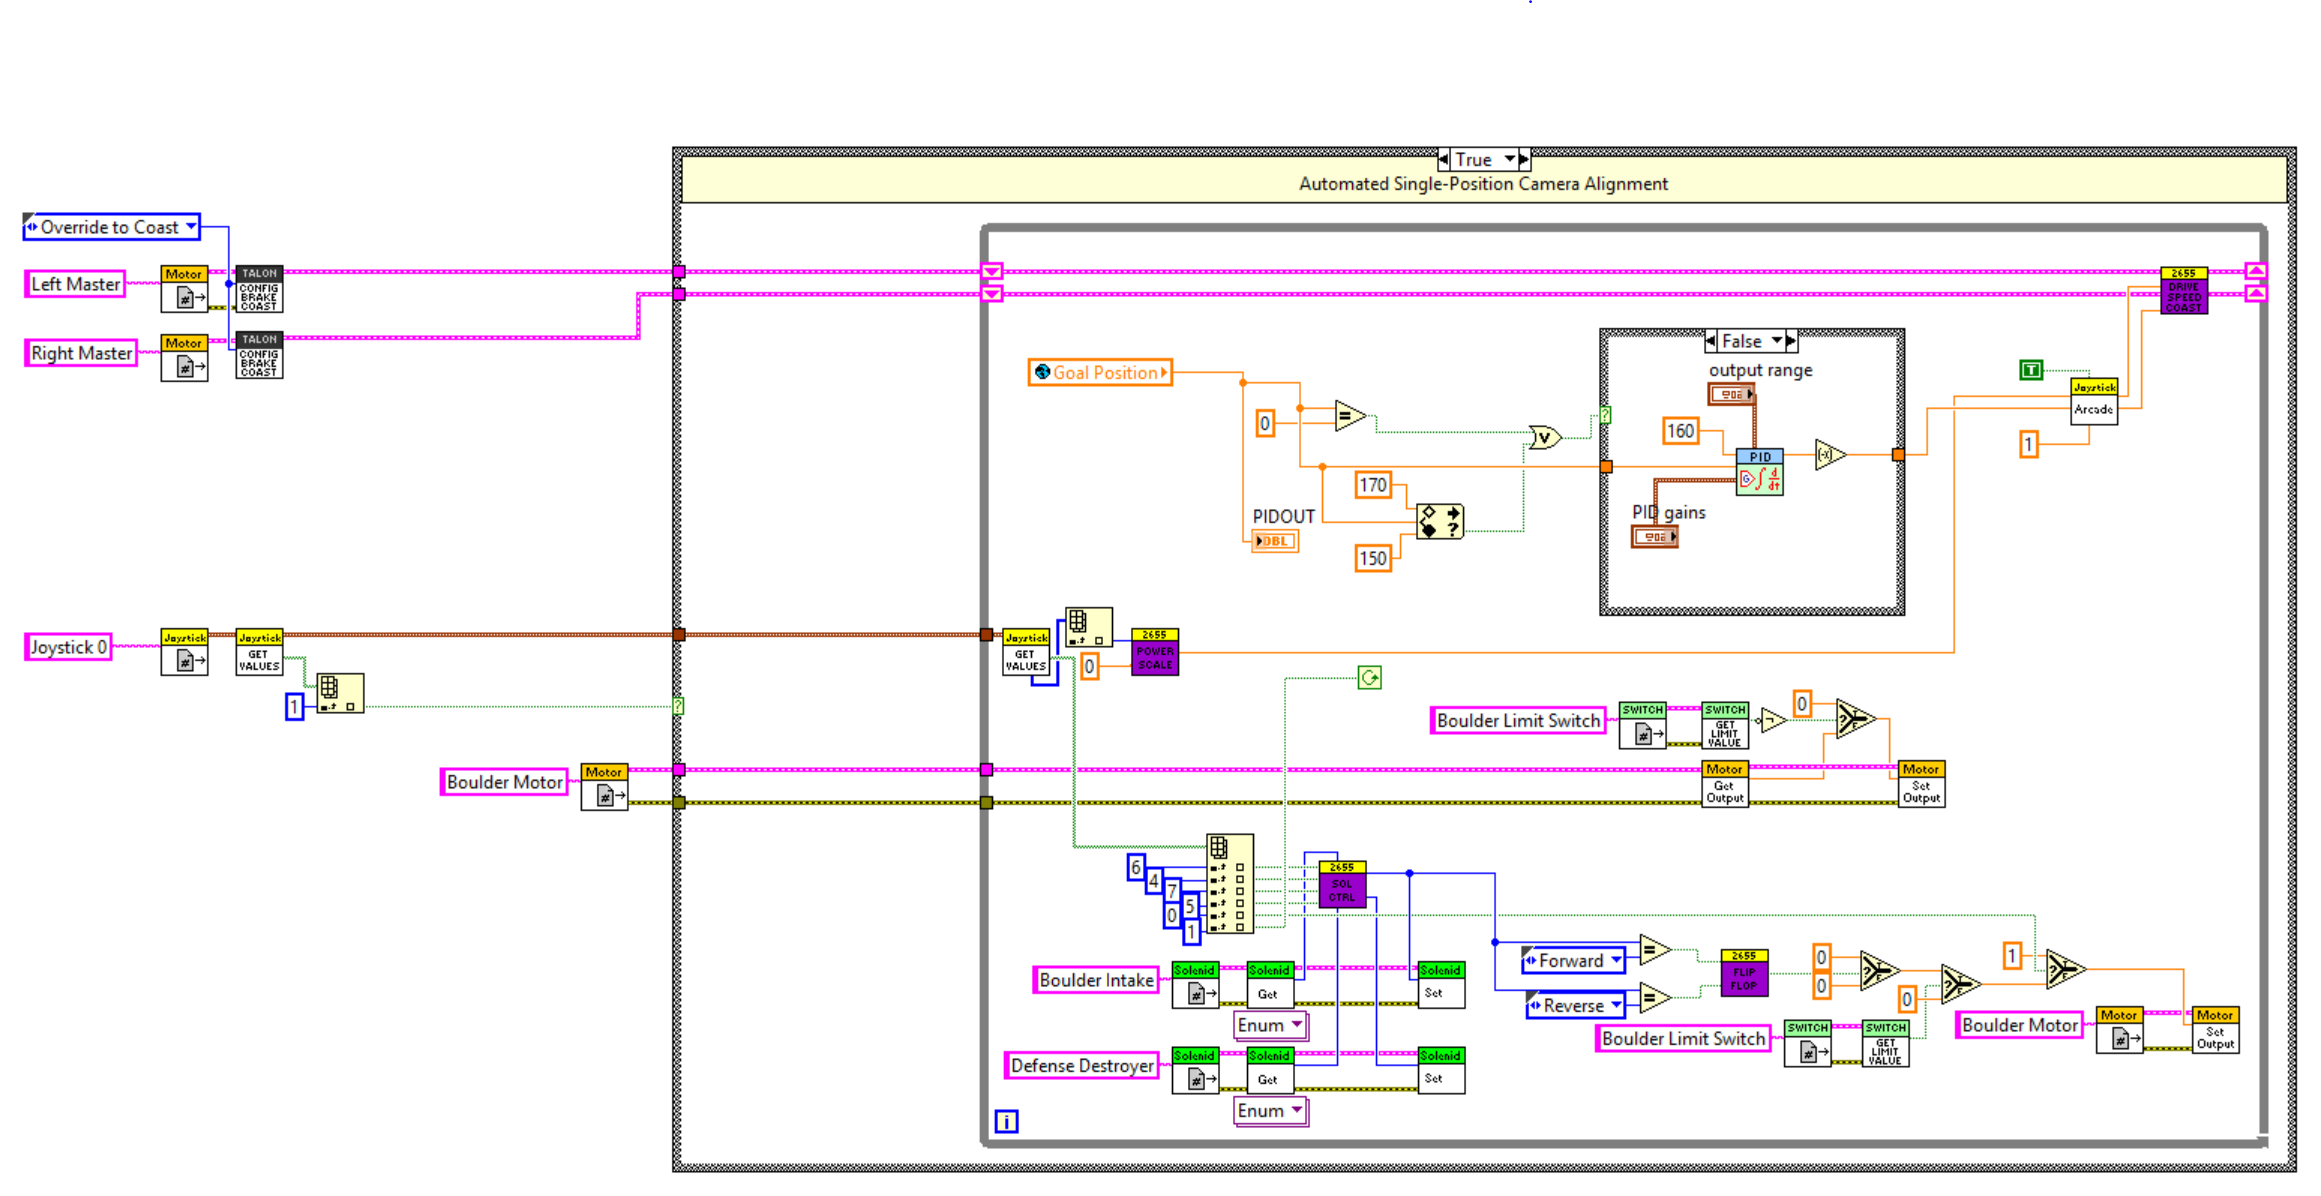 True
Automated Single-Position Camera Alignment
Override to Coast
Left Master
Motor
#
TALON
CONFIG
BRAKE
COAST
Right Master
Motor
#
TALON
CONFIG
BRAKE
COAST
2655
DRIVE
SPEED
COAST
Goal Position
0
=
V
170
150
?
PIDOUT
DBL
?
False
output range
160
PID
PID gains
T
Joystick
Arcade
1
Joystick 0
Joystick
#
Joystick
GET
VALUES
1
?
Joystick
GET
VALUES
0
2655
POWER
SCALE
Boulder Limit Switch
SWITCH
#
SWITCH
GET
LIMIT
VALUE
0
?
T
F
Boulder Motor
Motor
#
Motor
Get
Output
Motor
Set
Output
6
4
7
5
0
1
2655
SOL
CTRL
Boulder Intake
Solenid
#
Solenid
Get
Solenid
Set
Enum
Defense Destroyer
Solenid
#
Solenid
Get
Solenid
Set
Enum
Forward
=
Reverse
=
2655
FLIP
FLOP
0
0
?
T
F
0
?
T
F
1
?
T
F
Boulder Limit Switch
SWITCH
#
SWITCH
GET
LIMIT
VALUE
Boulder Motor
Motor
#
Motor
Set
Output
i